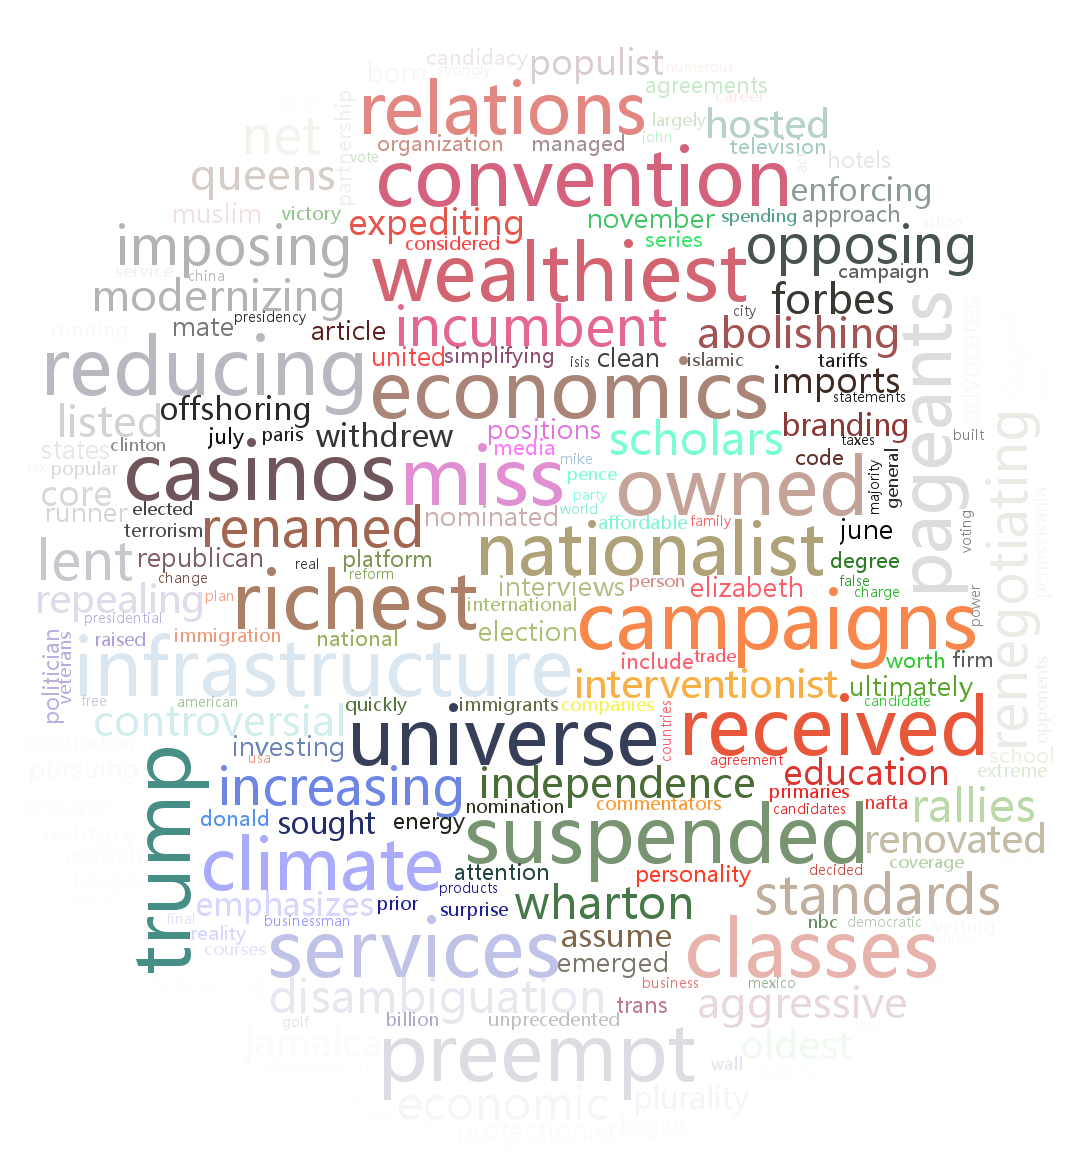 candidacy
populist
numerous
born
strongly
relations
agreements
career
net
partnership
largely
hosted
organization
managed
john
television
vote
queens
convention
act
hotels
enforcing
muslim
victory
expediting
november
spending
approach
action
imposing
considered
series
opposing
wealthiest
campaign
service
china
modernizing
forbes
pageants
advocates
presidency
mate
article
incumbent
city
abolishing
running
united
simplifying
isis
clean
islamic
tariffs
reducing
economics
imports
statements
offshoring
listed
july
paris
withdrew
positions
scholars
branding
taxes
built
states
clinton
media
mike
code
renegotiating
tax
popular
casinos
miss
pence
owned
majority
general
core
party
runner
elected
world
terrorism
renamed
nominated
affordable
family
june
voting
pennsylvania
lent
republican
real
platform
nationalist
degree
change
reform
richest
interviews
person
elizabeth
false
charge
repealing
plan
international
campaigns
power
presidential
raised
immigration
national
election
politician
veterans
infrastructure
include
trade
worth
firm
interventionist
ultimately
opponents
free
american
quickly
immigrants
companies
candidate
controversial
universe
countries
received
investing
usa
agreement
school
trump
increasing
independence
education
extreme
pursuing
primaries
nomination
commentators
candidates
nafta
rallies
donald
sought
energy
suspended
renovated
military
climate
attention
decided
coverage
personality
products
standards
emphasizes
prior
surprise
wharton
final
businessman
nbc
democratic
vetting
reality
courses
services
assume
classes
emerged
business
mexico
disambiguation
trans
aggressive
golf
billion
unprecedented
jamaica
preempt
oldest
wall
economic
plurality
protectionist
began